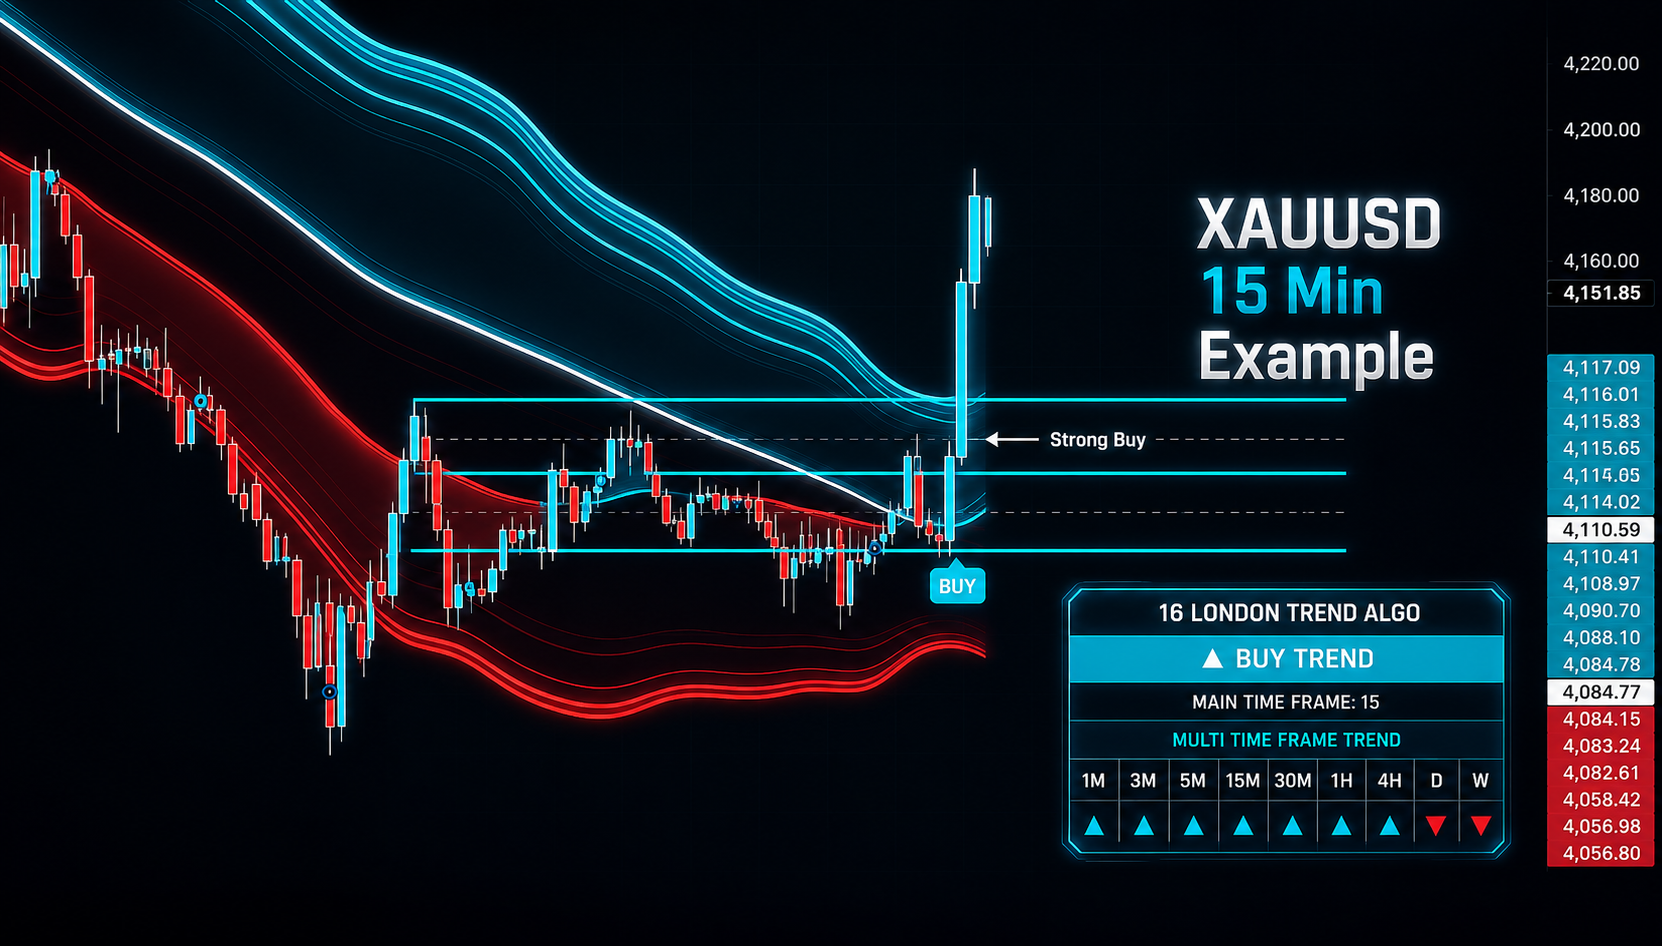 4,220.00
4,200.00
4,180.00
4,160.00
4,151.85
XAUUSD
15 Min
Example
4,117.09
4,116.01
4,115.83
4,115.65
4,114.65
4,114.02
4,110.59
4,110.41
4,108.97
4,090.70
4,088.10
4,084.78
4,084.77
4,084.15
4,083.24
4,082.61
4,058.42
4,056.98
4,056.80
Strong Buy
BUY
16 LONDON TREND ALGO
▲ BUY TREND
MAIN TIME FRAME: 15
MULTI TIME FRAME TREND
1M 3M 5M 15M 30M 1H 4H D W
▲ ▲ ▲ ▲ ▲ ▲ ▲ ▼ ▼